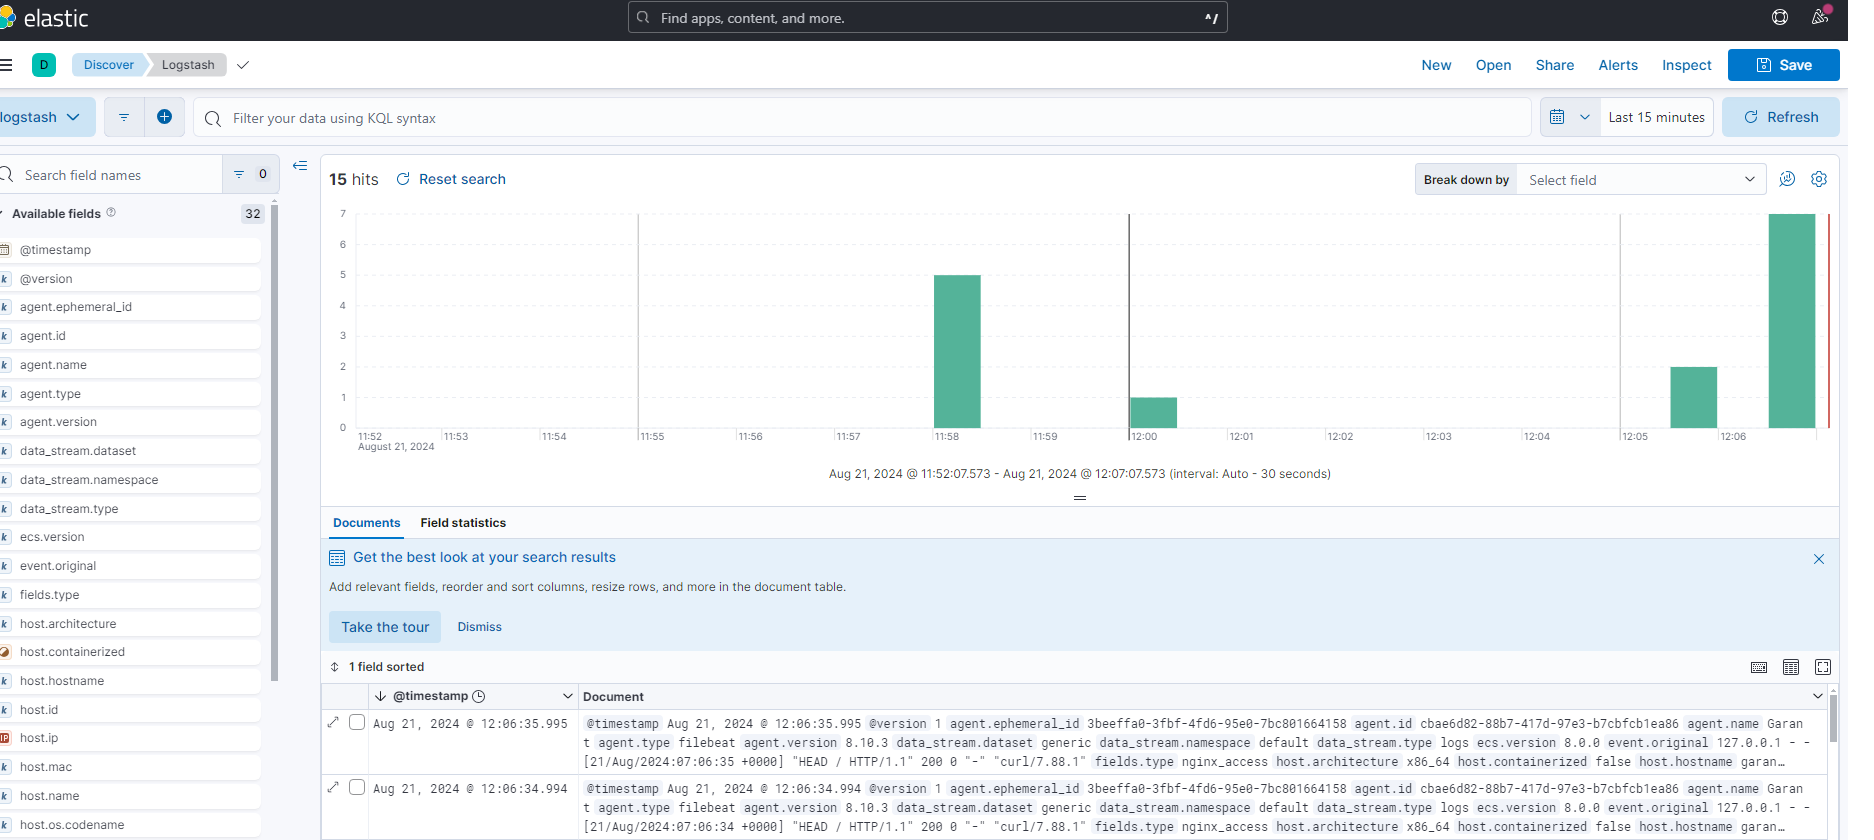 elastic
Find apps, content, and more.
^/
D
Discover
Logstash
New
Open
Share
Alerts
Inspect
Save
logstash
Filter your data using KQL syntax
Last 15 minutes
Refresh
Search field names
0
Available fields
32
@timestamp
@version
agent.ephemeral_id
agent.id
agent.name
agent.type
agent.version
data_stream.dataset
data_stream.namespace
data_stream.type
ecs.version
event.original
fields.type
host.architecture
host.containerized
host.hostname
host.id
host.ip
host.mac
host.name
host.os.codename
15 hits
Reset search
Break down by
Select field
7
6
5
4
3
2
1
0
11:52
11:53
11:54
11:55
11:56
11:57
11:58
11:59
12:00
12:01
12:02
12:03
12:04
12:05
12:06
August 21, 2024
Aug 21, 2024 @ 11:52:07.573 - Aug 21, 2024 @ 12:07:07.573 (interval: Auto - 30 seconds)
Documents
Field statistics
Get the best look at your search results
Add relevant fields, reorder and sort columns, resize rows, and more in the document table.
Take the tour
Dismiss
1 field sorted
@timestamp
Document
Aug 21, 2024 @ 12:06:35.995
@timestamp Aug 21, 2024 @ 12:06:35.995 @version 1 agent.ephemeral_id 3beeffa0-3fbf-4fd6-95e0-7bc801664158 agent.id cbae6d82-88b7-417d-97e3-b7cbfcb1ea86 agent.name Garan
t agent.type filebeat agent.version 8.10.3 data_stream.dataset generic data_stream.namespace default data_stream.type logs ecs.version 8.0.0 event.original 127.0.0.1 - -
[21/Aug/2024:07:06:35 +0000] "HEAD / HTTP/1.1" 200 0 "-" "curl/7.88.1" fields.type nginx_access host.architecture x86_64 host.containerized false host.hostname garan…
Aug 21, 2024 @ 12:06:34.994
@timestamp Aug 21, 2024 @ 12:06:34.994 @version 1 agent.ephemeral_id 3beeffa0-3fbf-4fd6-95e0-7bc801664158 agent.id cbae6d82-88b7-417d-97e3-b7cbfcb1ea86 agent.name Garan
t agent.type filebeat agent.version 8.10.3 data_stream.dataset generic data_stream.namespace default data_stream.type logs ecs.version 8.0.0 event.original 127.0.0.1 - -
[21/Aug/2024:07:06:34 +0000] "HEAD / HTTP/1.1" 200 0 "-" "curl/7.88.1" fields.type nginx_access host.architecture x86_64 host.containerized false host.hostname garan…